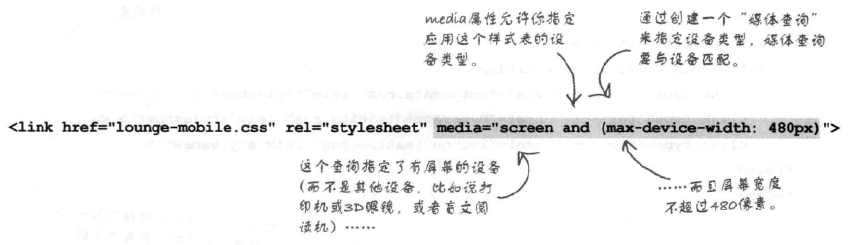 media属性允许你指定
应用这个样式表的设
备类型。
通过创建一个“媒体查询”
来指定设备类型，媒体查询
要与设备匹配。
<link href="lounge-mobile.css" rel="stylesheet" media="screen and (max-device-width: 480px)">
这个查询指定了有屏幕的设备
（而不是其他设备，比如说打
印机或3D眼镜，或者盲文阅
读机）……
……而且屏幕宽度
不超过480像素。